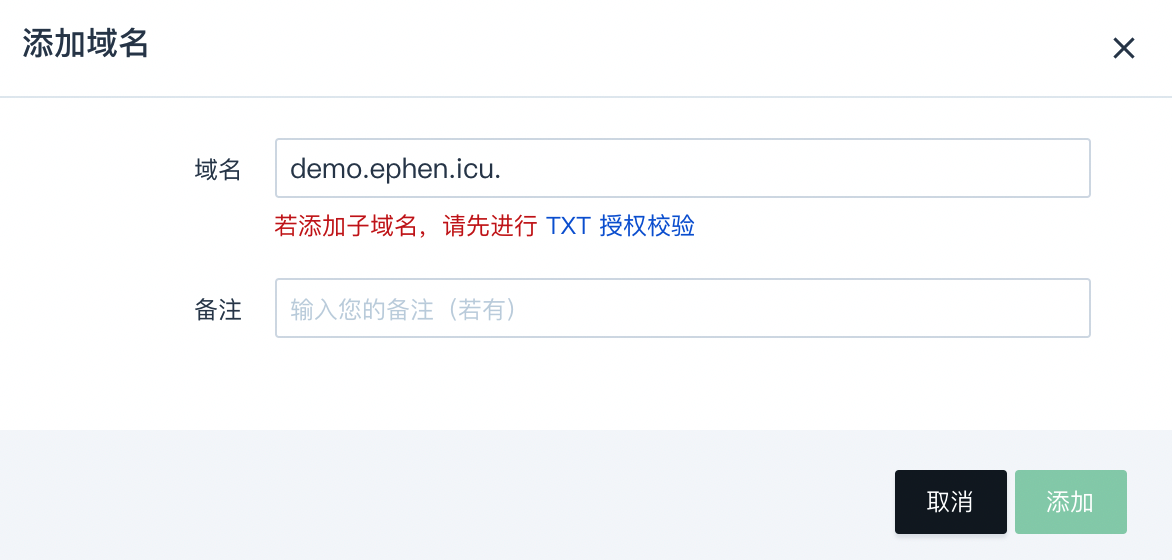 添加域名
域名
demo.ephen.icu.
若添加子域名，请先进行 TXT 授权校验
备注
输入您的备注（若有）
取消
添加